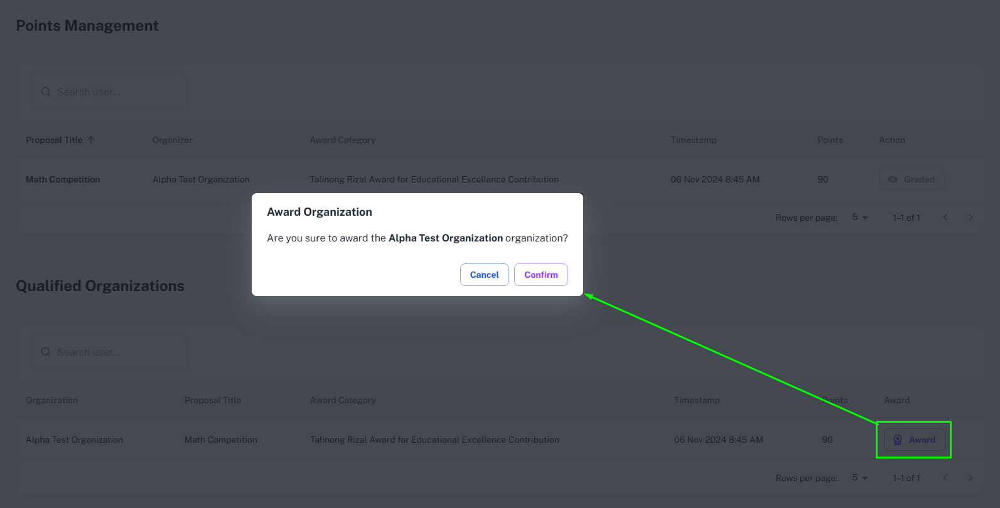 Points Management
Search user...
Proposal Title Organizer Award Category Timestamp Points Action
Math Competition Alpha Test Organization Talinong Rizal Award for Educational Excellence Contribution 06 Nov 2024 8:45 AM 90 Graded
Rows per page: 5 1–1 of 1
Award Organization
Are you sure to award the Alpha Test Organization organization?
Cancel Confirm
Qualified Organizations
Search user...
Organization Proposal Title Award Category Timestamp Points Award
Alpha Test Organization Math Competition Talinong Rizal Award for Educational Excellence Contribution 06 Nov 2024 8:45 AM 90 Award
Rows per page: 5 1–1 of 1